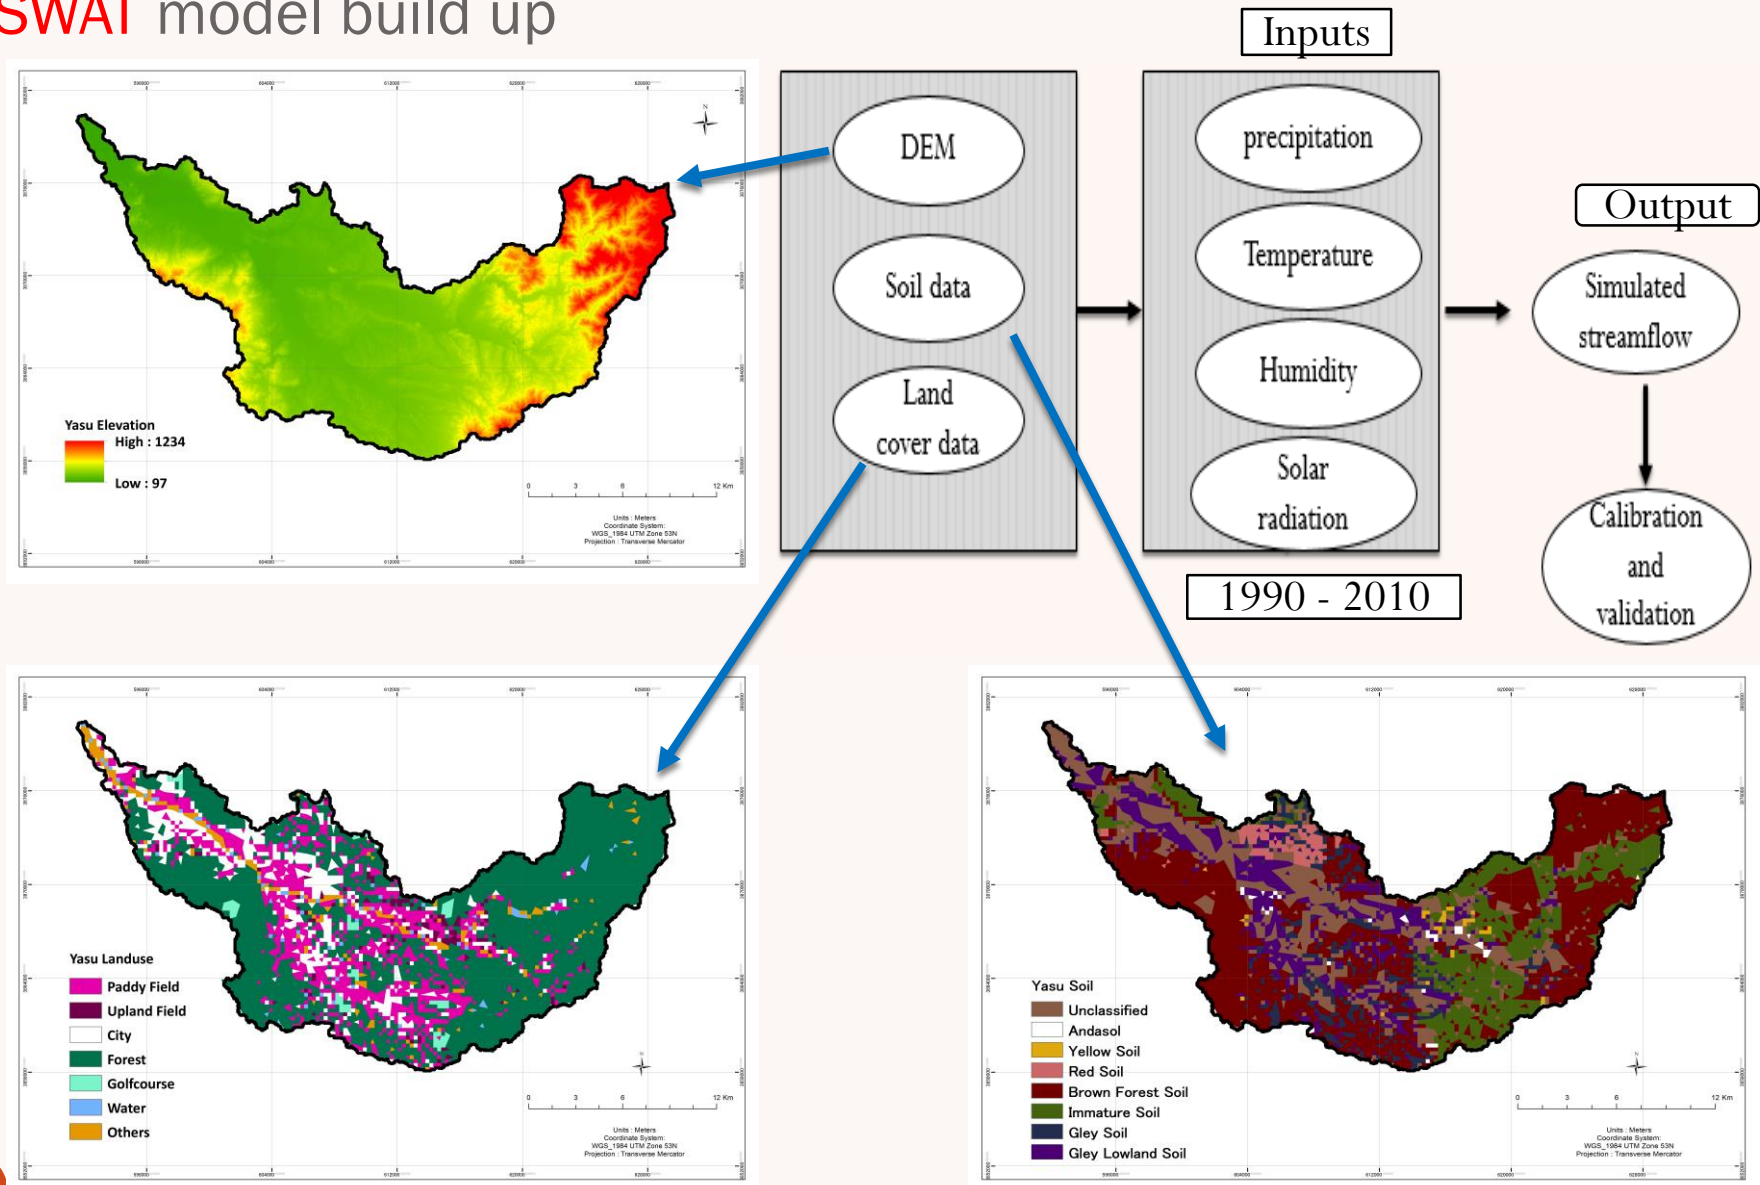 SWAT model build up
Inputs
DEM
Soil data
Land
cover data
precipitation
Temperature
Humidity
Solar
radiation
1990 - 2010
Output
Simulated
streamflow
Calibration
and
validation
N
Yasu Elevation
High : 1234
Low : 97
0 3 6 12 Km
Units : Meters
Coordinate System:
WGS_1984 UTM Zone 53N
Projection : Transverse Mercator
Yasu Landuse
Paddy Field
Upland Field
City
Forest
Golfcourse
Water
Others
0 3 6 12 Km
Units : Meters
Coordinate System:
WGS_1984 UTM Zone 53N
Projection : Transverse Mercator
Yasu Soil
Unclassified
Andasol
Yellow Soil
Red Soil
Brown Forest Soil
Immature Soil
Gley Soil
Gley Lowland Soil
0 3 6 12 Km
Units : Meters
Coordinate System:
WGS_1984 UTM Zone 53N
Projection : Transverse Mercator